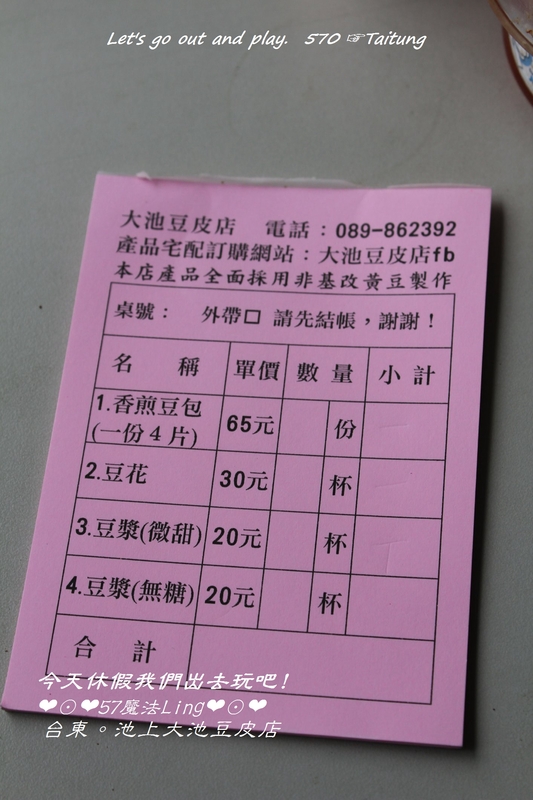 Let's go out and play. 570 ☞Taitung
大池豆皮店 電話：089-862392
產品宅配訂購網站：大池豆皮店fb
本店產品全面採用非基改黃豆製作
桌號： 外帶□ 請先結帳，謝謝！
名 稱 單價 數 量 小 計
1.香煎豆包 65元 份
(一份4片)
2.豆花 30元 杯
3.豆漿(微甜) 20元 杯
4.豆漿(無糖) 20元 杯
合 計
今天休假我們出去玩吧!
❤⊙❤57魔法Ling❤⊙❤
台東。池上大池豆皮店